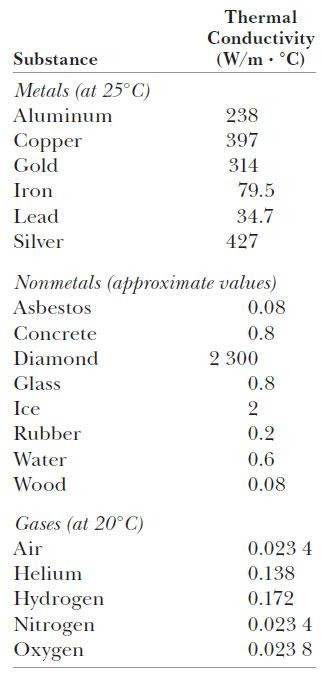 Thermal
Conductivity
Substance (W/m · °C)
Metals (at 25°C)
Aluminum 238
Copper 397
Gold 314
Iron 79.5
Lead 34.7
Silver 427
Nonmetals (approximate values)
Asbestos 0.08
Concrete 0.8
Diamond 2 300
Glass 0.8
Ice 2
Rubber 0.2
Water 0.6
Wood 0.08
Gases (at 20°C)
Air 0.023 4
Helium 0.138
Hydrogen 0.172
Nitrogen 0.023 4
Oxygen 0.023 8